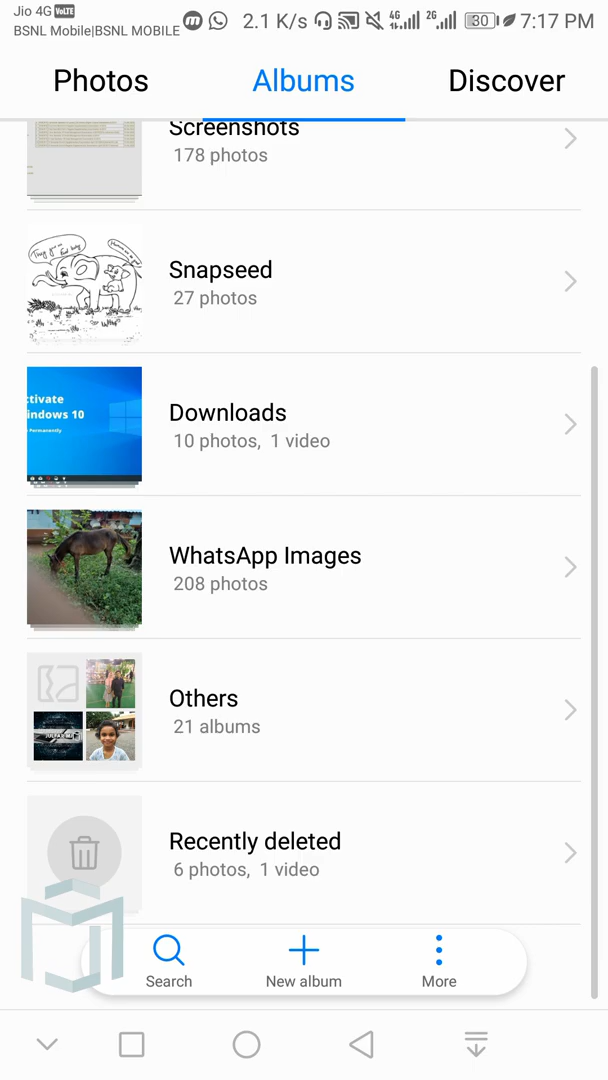 Jio 4G VoLTE
BSNL Mobile|BSNL MOBILE
2.1 K/s 4G 2G 30 7:17 PM
Photos Albums Discover
Screenshots
178 photos
Snapseed
27 photos
ctivate
indows 10
Permanently
Downloads
10 photos, 1 video
WhatsApp Images
208 photos
Others
21 albums
Recently deleted
6 photos, 1 video
Search New album More